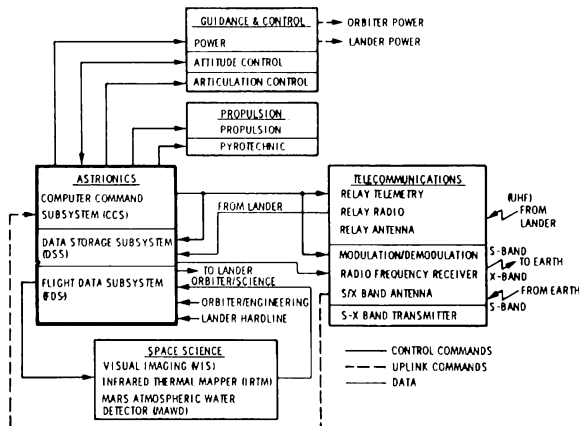 GUIDANCE & CONTROL
POWER
ATTITUDE CONTROL
ARTICULATION CONTROL
ORBITER POWER
LANDER POWER
PROPULSION
PROPULSION
PYROTECHNIC
ASTRIONICS
COMPUTER COMMAND
SUBSYSTEM (CCS)
DATA STORAGE SUBSYSTEM
(DSS)
FLIGHT DATA SUBSYSTEM
(FDS)
FROM LANDER
TO LANDER
ORBITER/SCIENCE
ORBITER/ENGINEERING
LANDER HARDLINE
TELECOMMUNICATIONS
RELAY TELEMETRY
RELAY RADIO
RELAY ANTENNA
MODULATION/DEMODULATION
RADIO FREQUENCY RECEIVER
S/X BAND ANTENNA
S-X BAND TRANSMITTER
(UHF)
FROM
LANDER
S-BAND
TO EARTH
X-BAND
FROM EARTH
S-BAND
SPACE SCIENCE
VISUAL IMAGING (VIS)
INFRARED THERMAL MAPPER (IRTM)
MARS ATMOSPHERIC WATER
DETECTOR (MAWD)
CONTROL COMMANDS
UPLINK COMMANDS
DATA